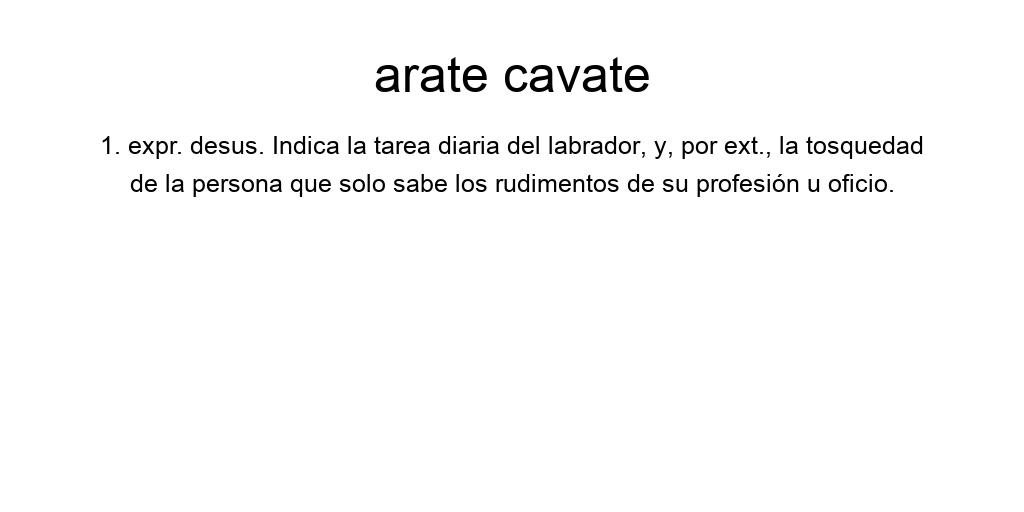 arate cavate
1. expr. desus. Indica la tarea diaria del labrador, y, por ext., la tosquedad
de la persona que solo sabe los rudimentos de su profesión u oficio.